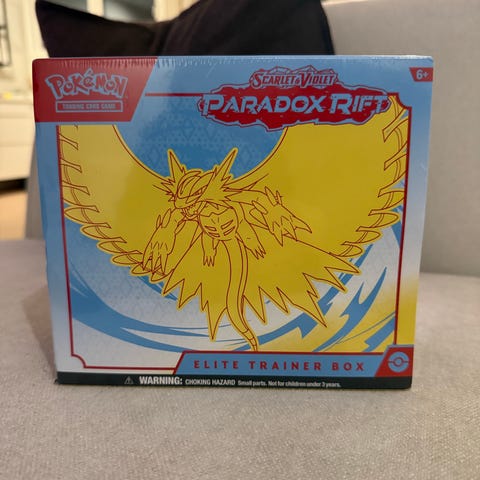 POKÉMON
TRADING CARD GAME
SCARLET & VIOLET
PARADOX RIFT
6+
ELITE TRAINER BOX
WARNING: CHOKING HAZARD Small parts. Not for children under 3 years.